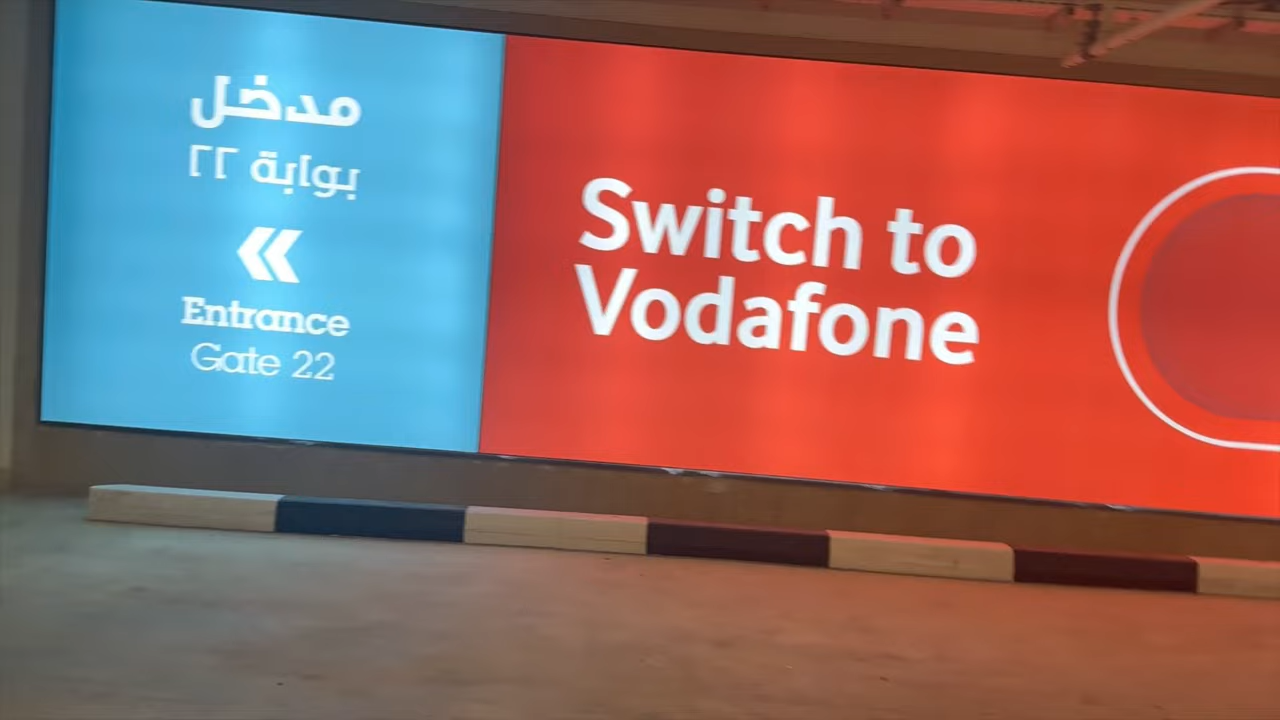 مدخل
بوابة ٢٢
Entrance
Gate 22
Switch to
Vodafone